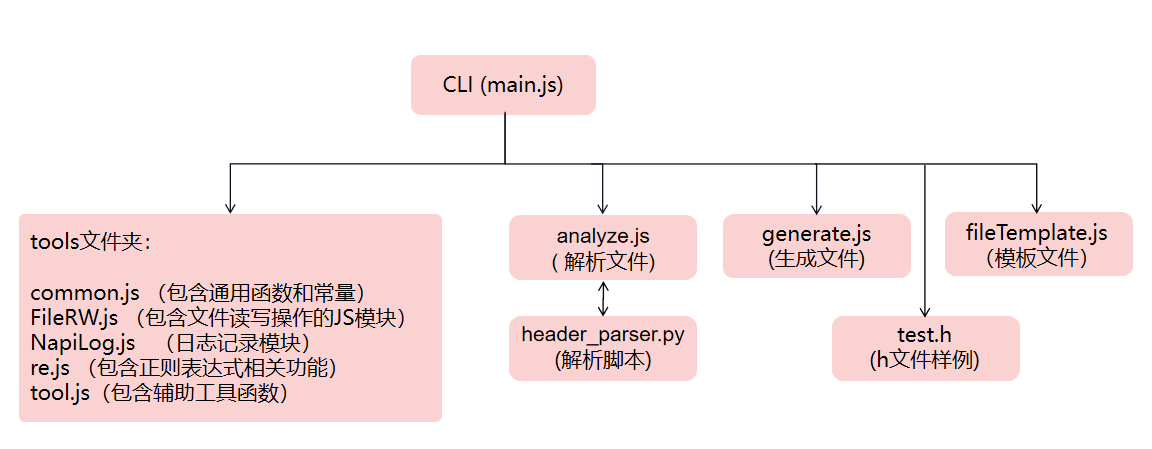 CLI (main.js)
tools文件夹：
common.js （包含通用函数和常量）
FileRW.js （包含文件读写操作的JS模块）
NapiLog.js （日志记录模块）
re.js （包含正则表达式相关功能）
tool.js（包含辅助工具函数）
analyze.js
( 解析文件)
header_parser.py
(解析脚本)
generate.js
(生成文件)
test.h
(h文件样例)
fileTemplate.js
（模板文件）